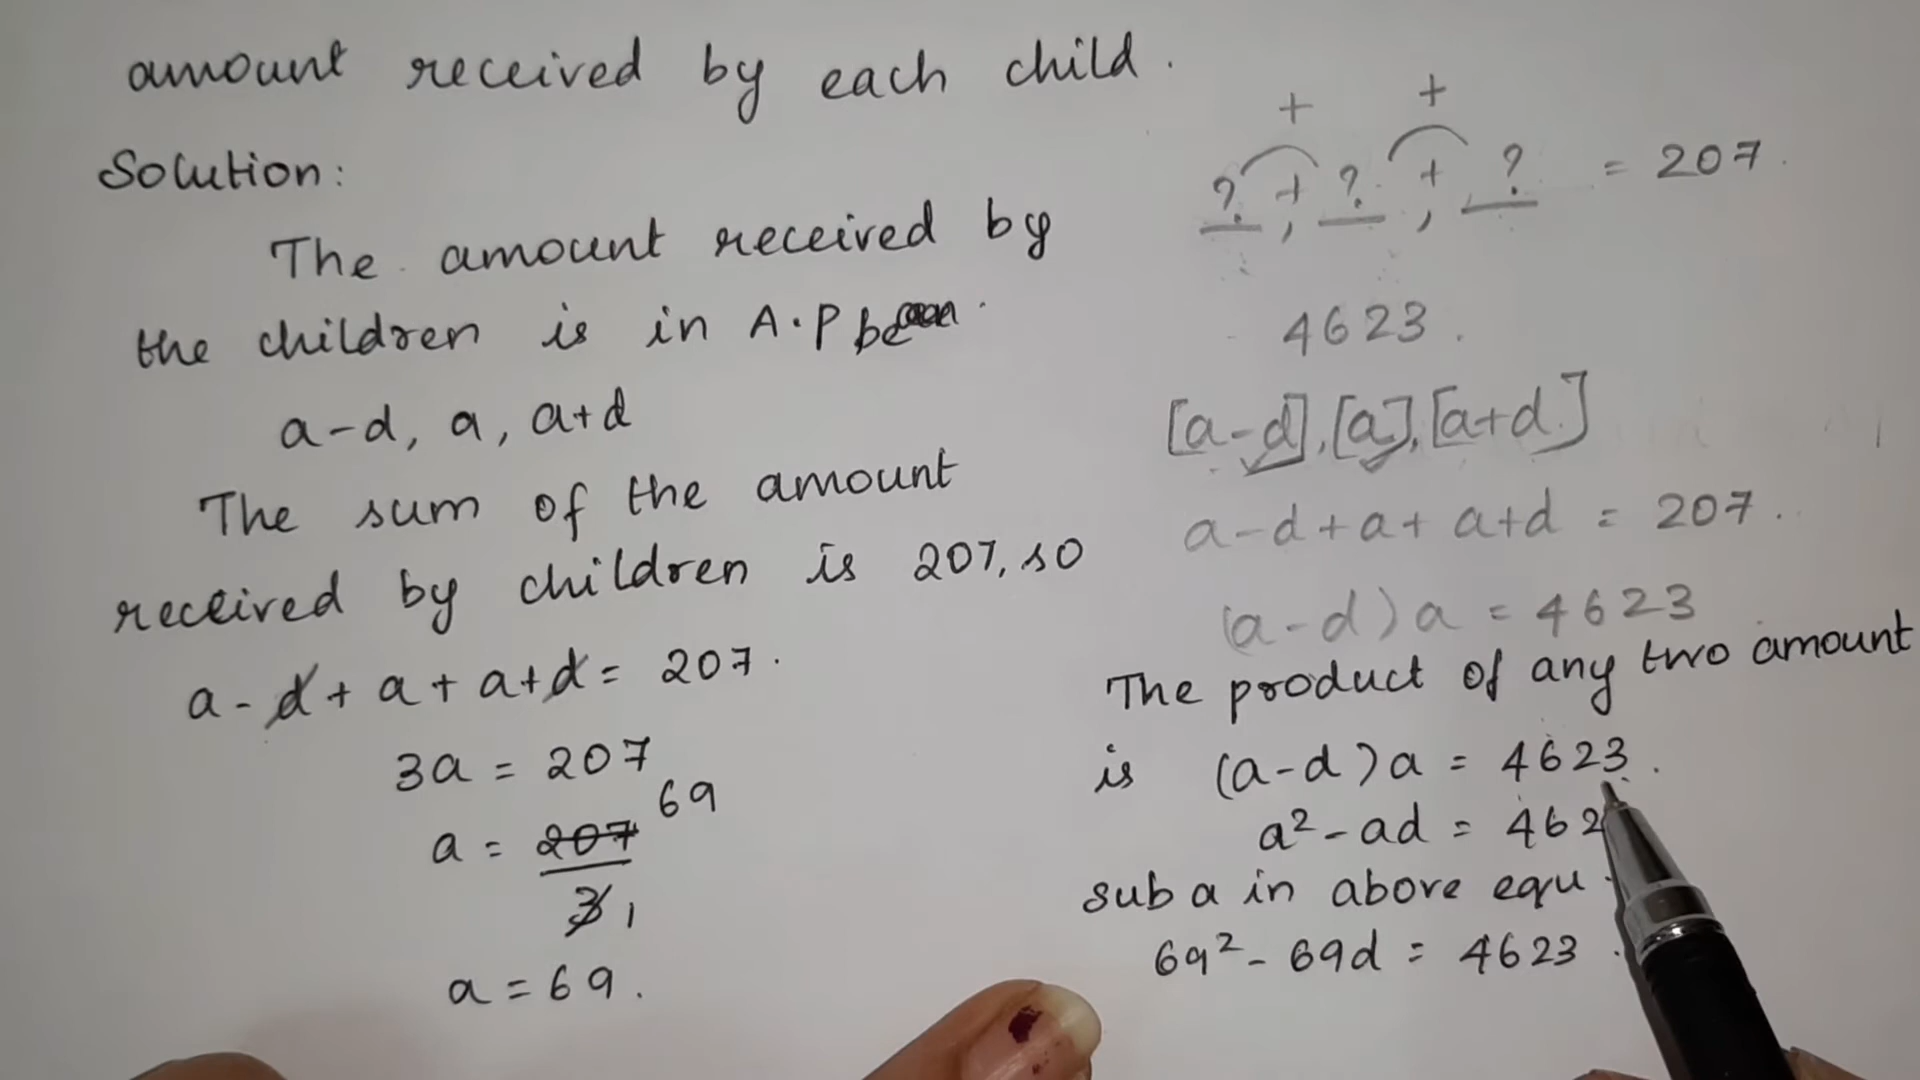 amount received by each child.
Solution:
The amount received by
the children is in A.P be
a-d, a, a+d
The sum of the amount
received by children is 207, so
a - d + a + a+d = 207.
3a = 207
a = 207 69
3 1
a = 69.
+ +
? + , ? + , ? = 207.
4623.
[a-d], [a], [a+d]
a-d+a+ a+d = 207.
(a-d)a = 4623
The product of any two amount
is (a-d)a = 4623.
a² - ad = 462
sub a in above equ
69² - 69d = 4623.